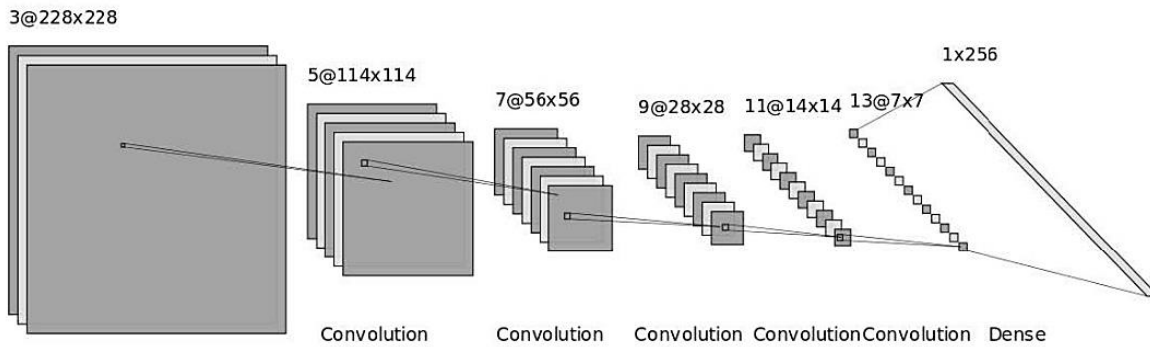 3@228x228
5@114x114
7@56x56
9@28x28
11@14x14
13@7x7
1x256
Convolution
Convolution
Convolution
Convolution
Convolution
Dense